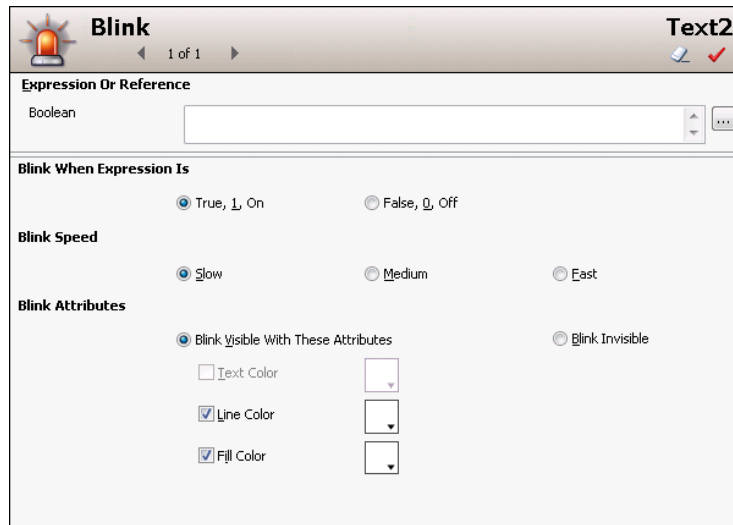 Blink
Text2
1 of 1
Expression Or Reference
Boolean
...
Blink When Expression Is
True, 1, On
False, 0, Off
Blink Speed
Slow
Medium
Fast
Blink Attributes
Blink Visible With These Attributes
Blink Invisible
Text Color
Line Color
Fill Color